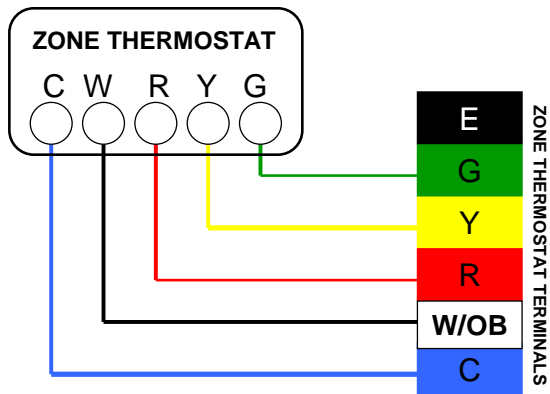 ZONE THERMOSTAT
C W R Y G
E
G
Y
R
W/OB
C
ZONE THERMOSTAT TERMINALS